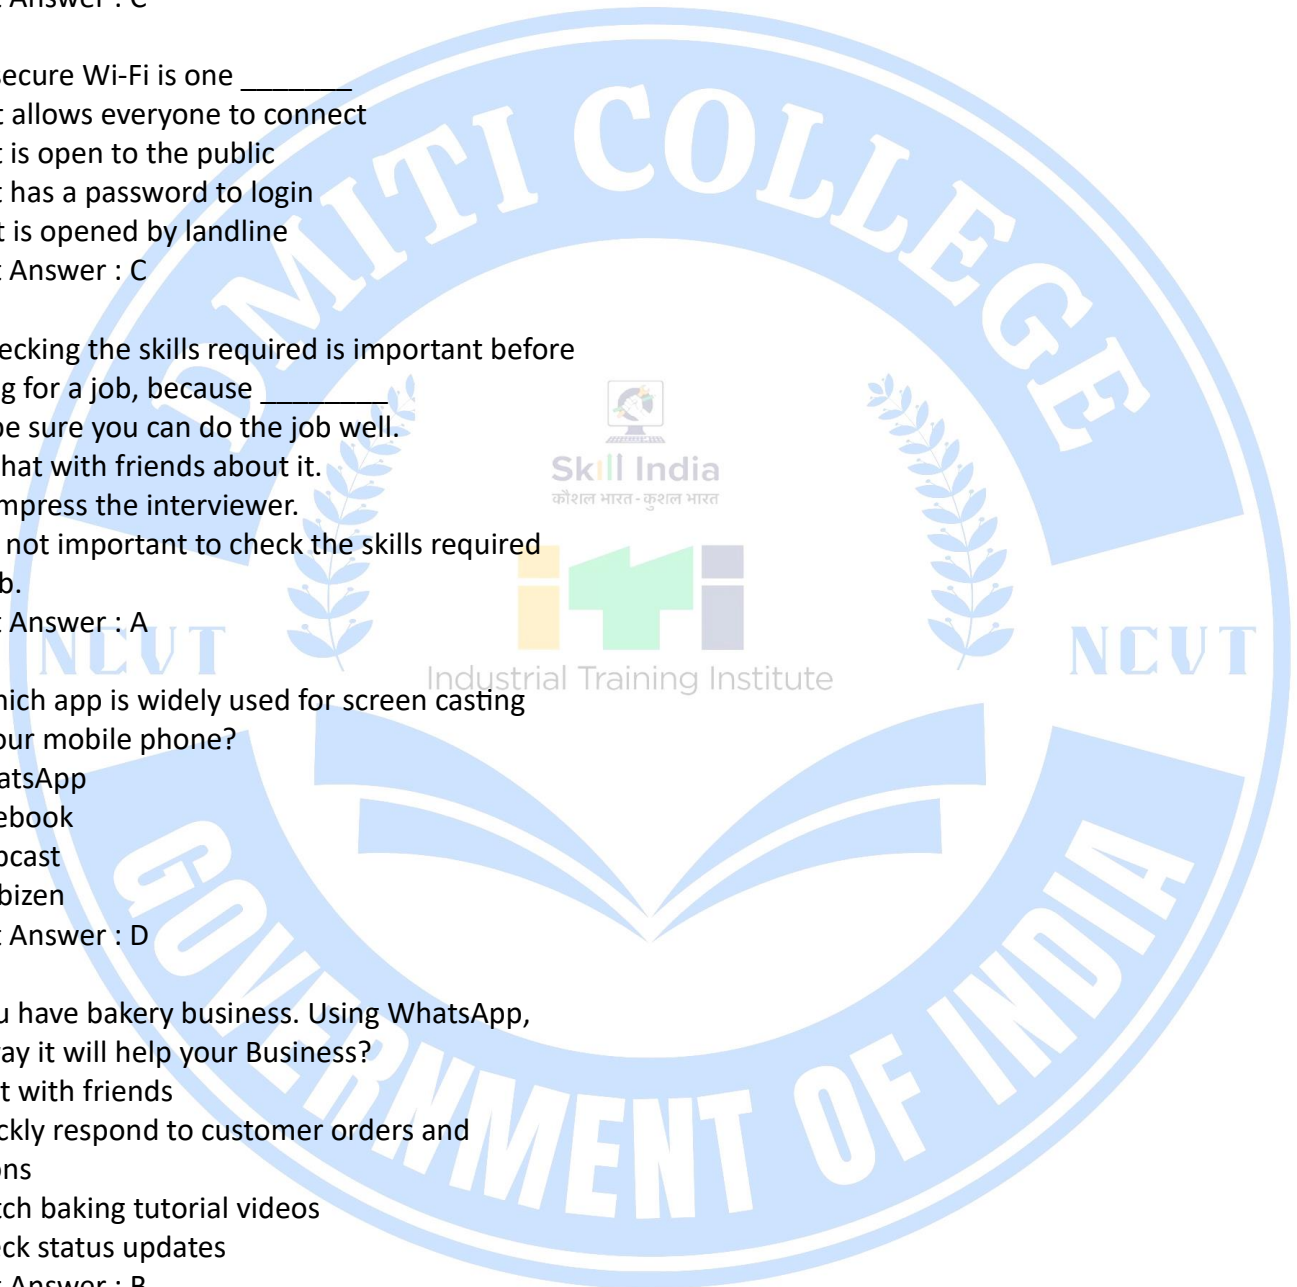 t Answer : C
secure Wi-Fi is one _______
t allows everyone to connect
t is open to the public
t has a password to login
t is opened by landline
t Answer : C
ecking the skills required is important before
g for a job, because ________
be sure you can do the job well.
hat with friends about it.
mpress the interviewer.
not important to check the skills required
b.
t Answer : A
hich app is widely used for screen casting
our mobile phone?
atsApp
ebook
ocast
bizen
t Answer : D
u have bakery business. Using WhatsApp,
ay it will help your Business?
t with friends
ckly respond to customer orders and
ons
tch baking tutorial videos
eck status updates
t Answer : B
DMITI COLLEGE
Skill India
कौशल भारत - कुशल भारत
iTi
Industrial Training Institute
NCVT
NCVT
GOVERNMENT OF INDIA